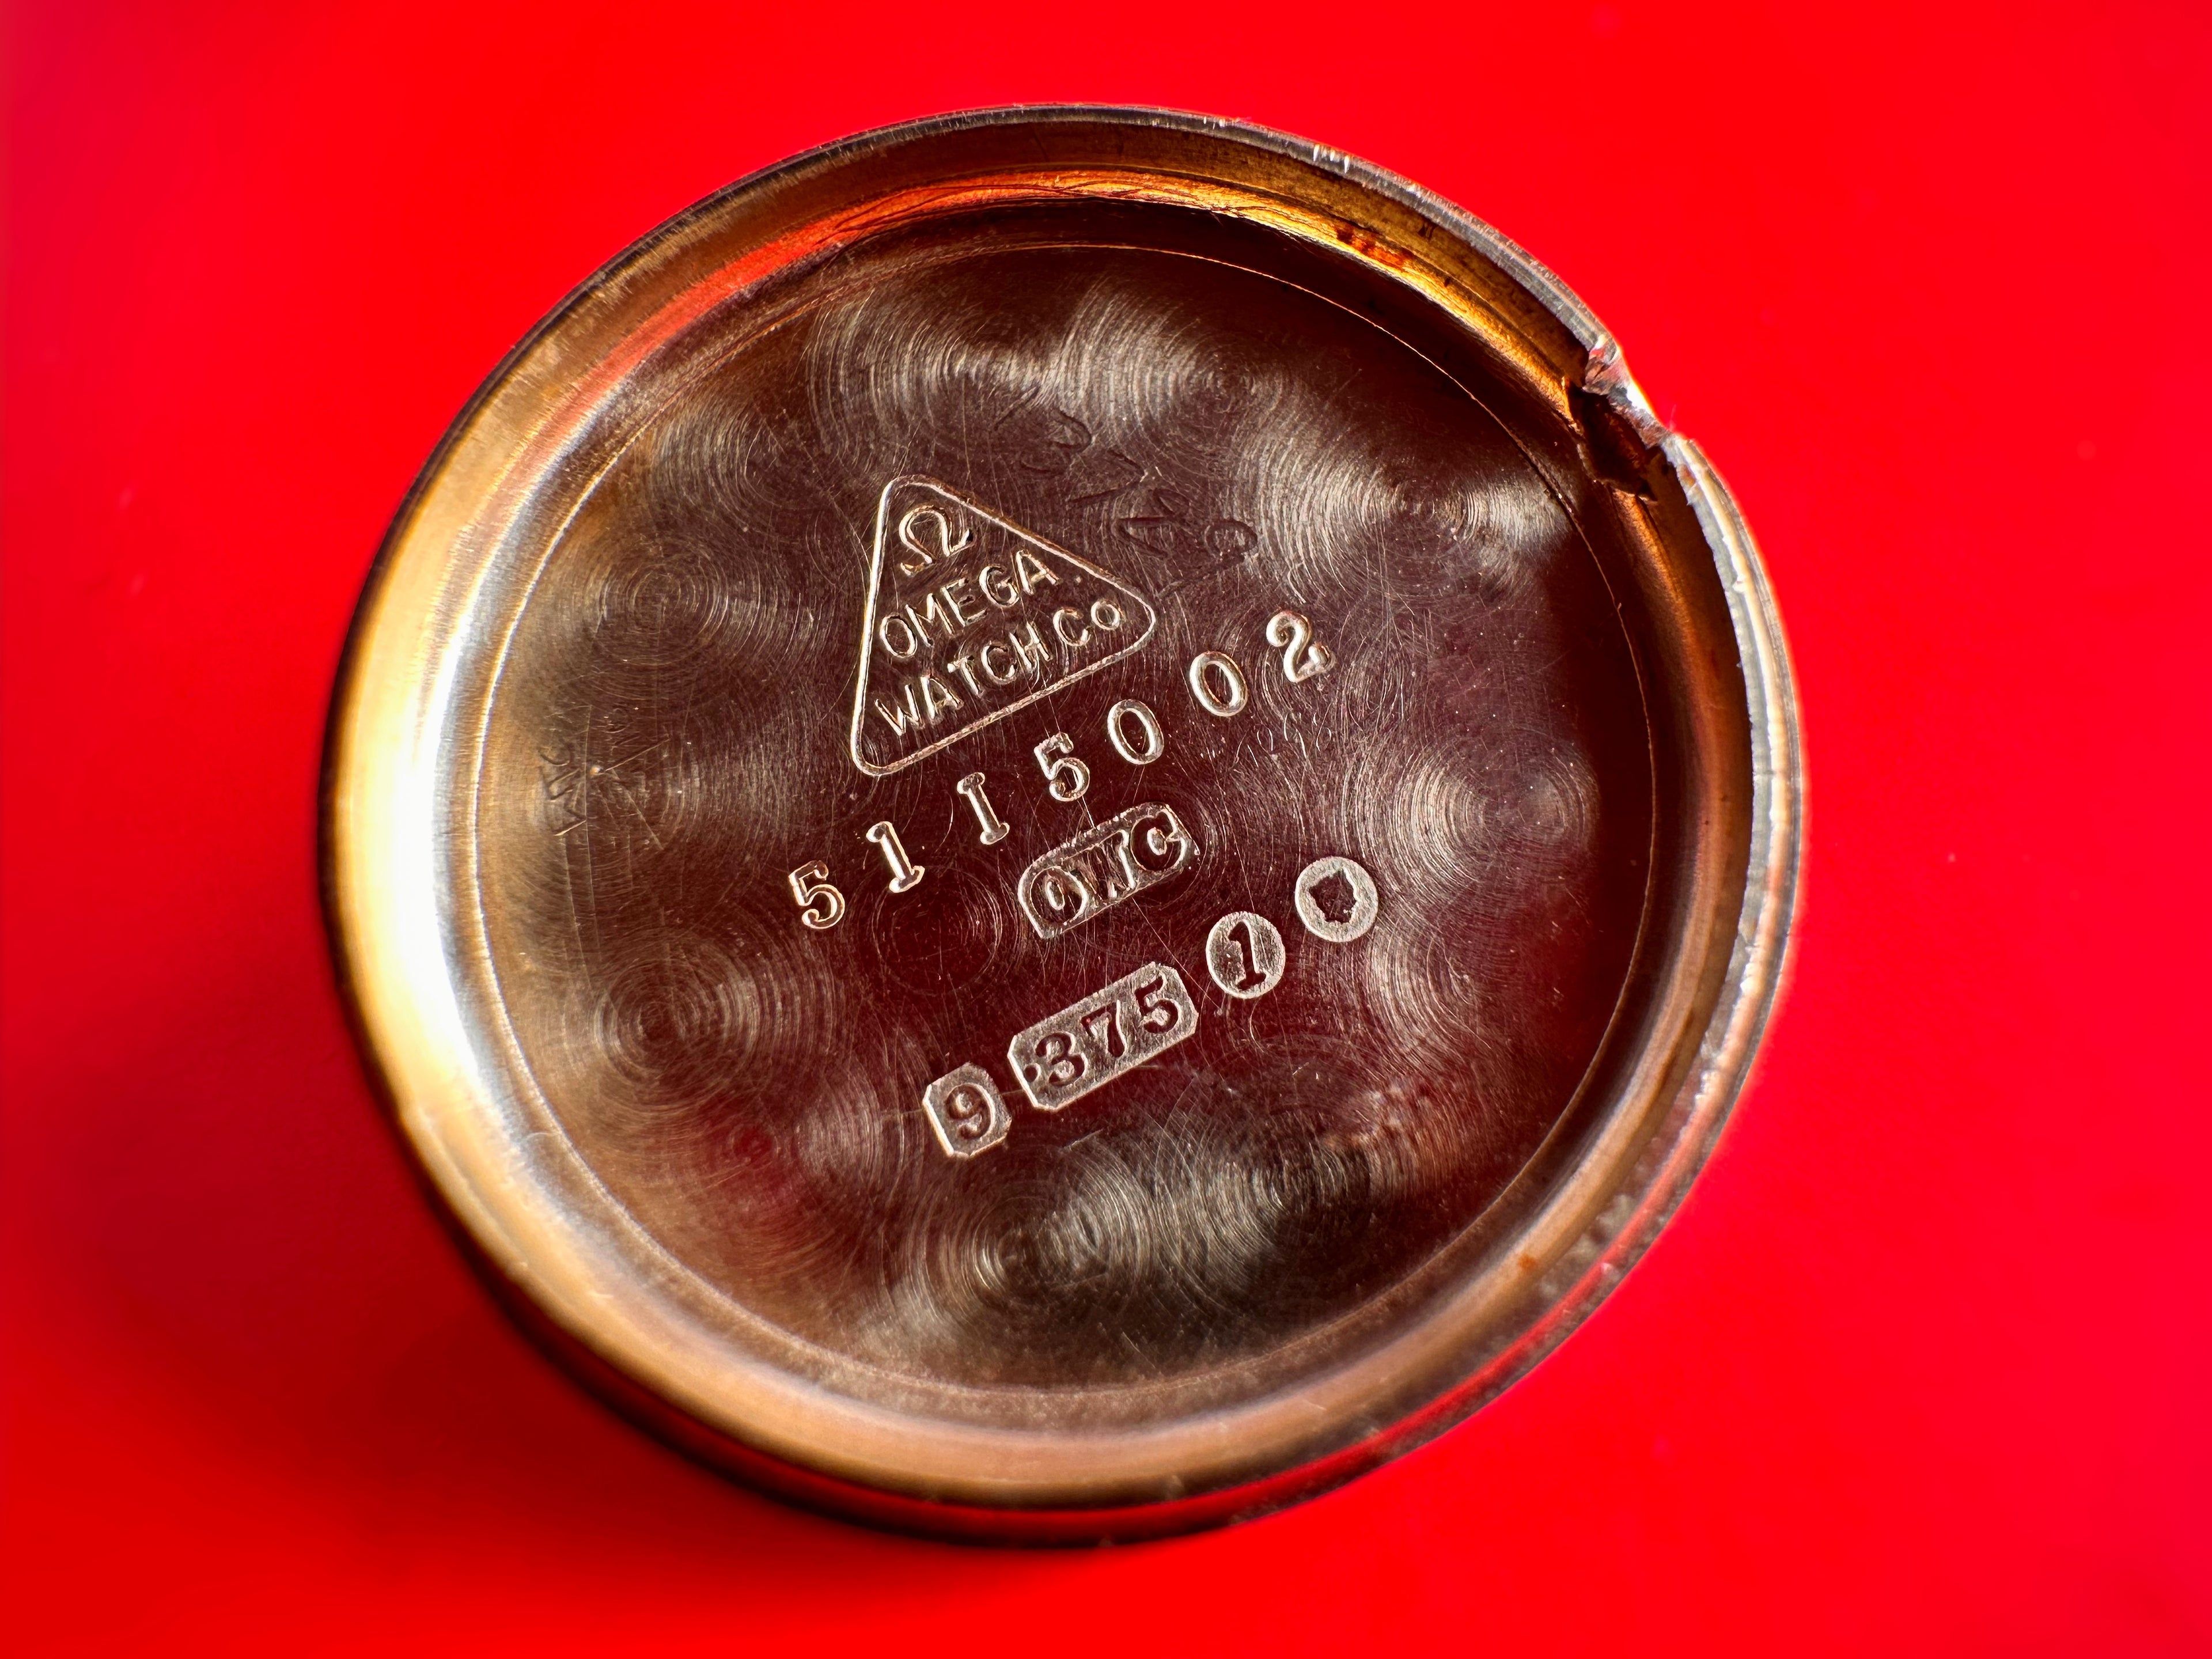 Ω
OMEGA
WATCH Co
5115002
OWC
9 .375 1